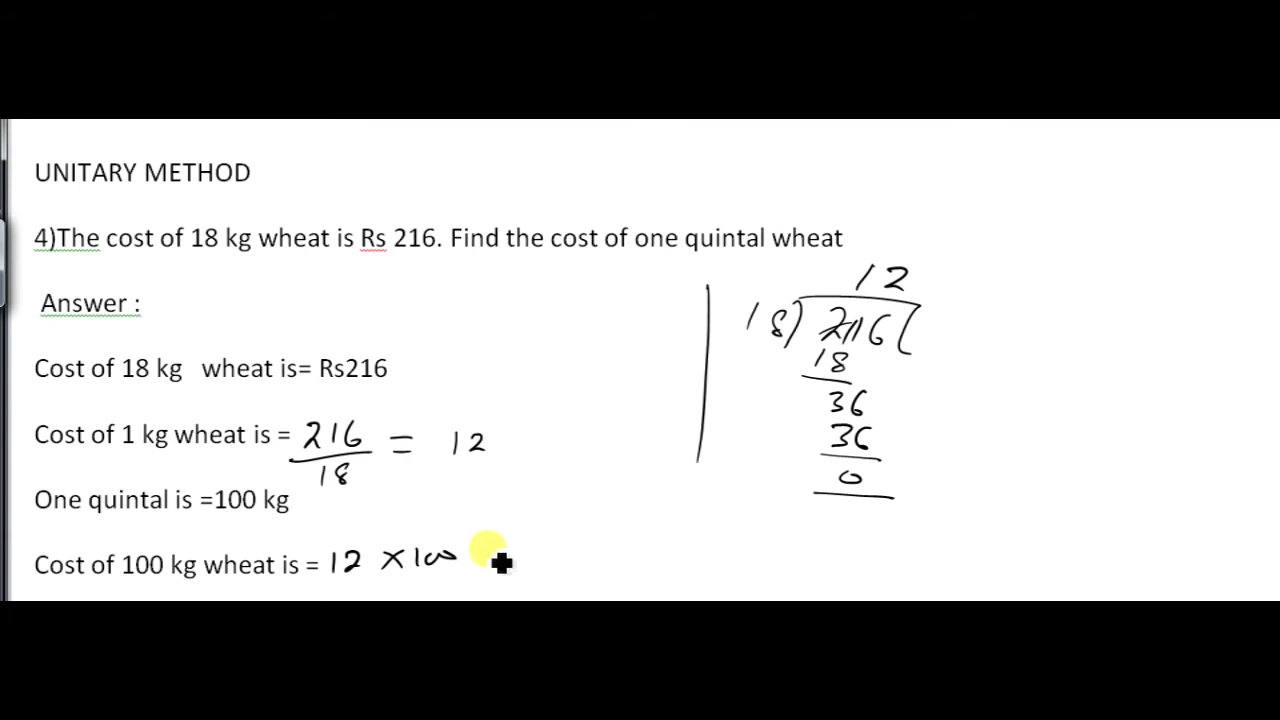 UNITARY METHOD
4)The cost of 18 kg wheat is Rs 216. Find the cost of one quintal wheat
Answer :
Cost of 18 kg wheat is= Rs216
Cost of 1 kg wheat is = 216/18 = 12
One quintal is =100 kg
Cost of 100 kg wheat is = 12 ×100
12
18) 216 (
18
36
36
0